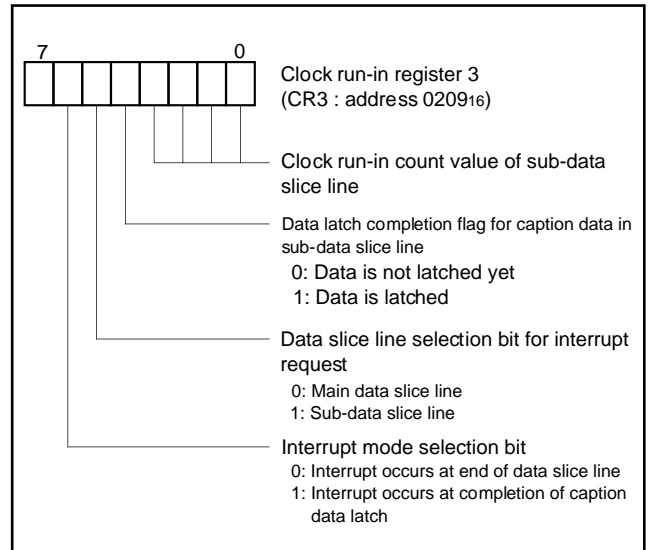 7 0
Clock run-in register 3
(CR3 : address 020916)
Clock run-in count value of sub-data
slice line
Data latch completion flag for caption data in
sub-data slice line
0: Data is not latched yet
1: Data is latched
Data slice line selection bit for interrupt
request
0: Main data slice line
1: Sub-data slice line
Interrupt mode selection bit
0: Interrupt occurs at end of data slice line
1: Interrupt occurs at completion of caption
data latch